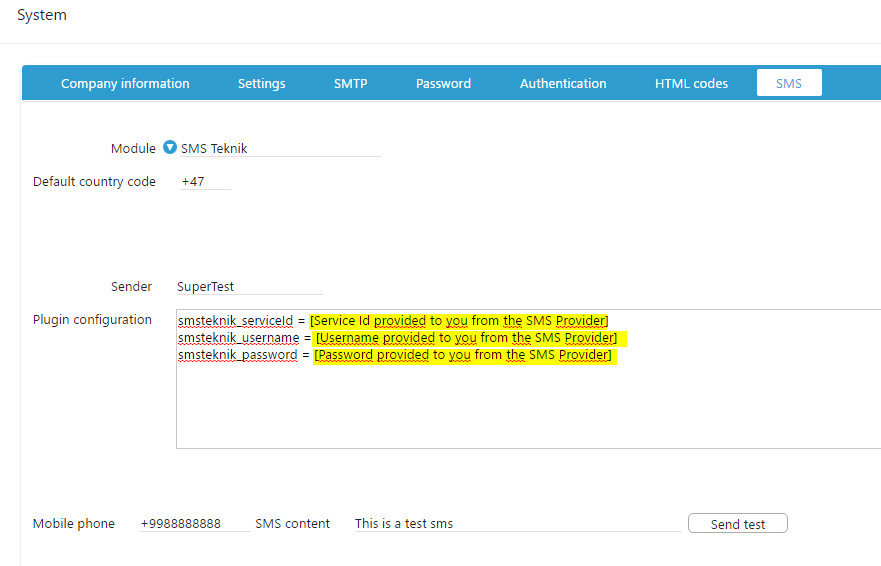 System
Company information Settings SMTP Password Authentication HTML codes SMS
Module SMS Teknik
Default country code +47
Sender SuperTest
Plugin configuration smsteknik_serviceId = [Service Id provided to you from the SMS Provider]
smsteknik_username = [Username provided to you from the SMS Provider]
smsteknik_password = [Password provided to you from the SMS Provider]
Mobile phone +9988888888 SMS content This is a test sms Send test